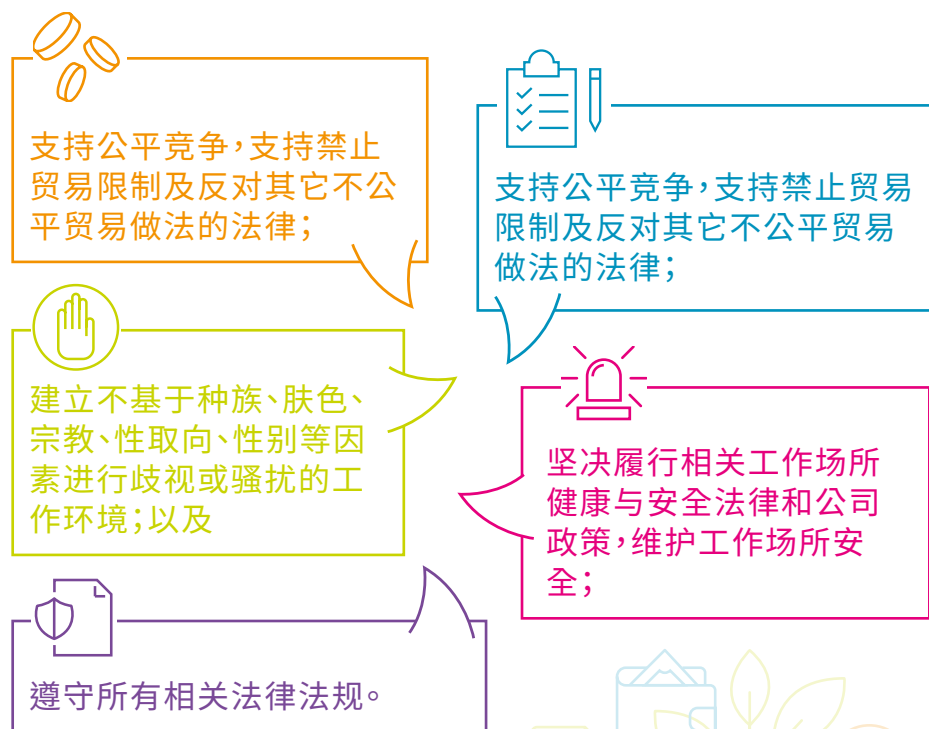 支持公平竞争，支持禁止
贸易限制及反对其它不公
平贸易做法的法律；
支持公平竞争，支持禁止贸易
限制及反对其它不公平贸易
做法的法律；
建立不基于种族、肤色、
宗教、性取向、性别等因
素进行歧视或骚扰的工
作环境；以及
坚决履行相关工作场所
健康与安全法律和公司
政策，维护工作场所安
全；
遵守所有相关法律法规。